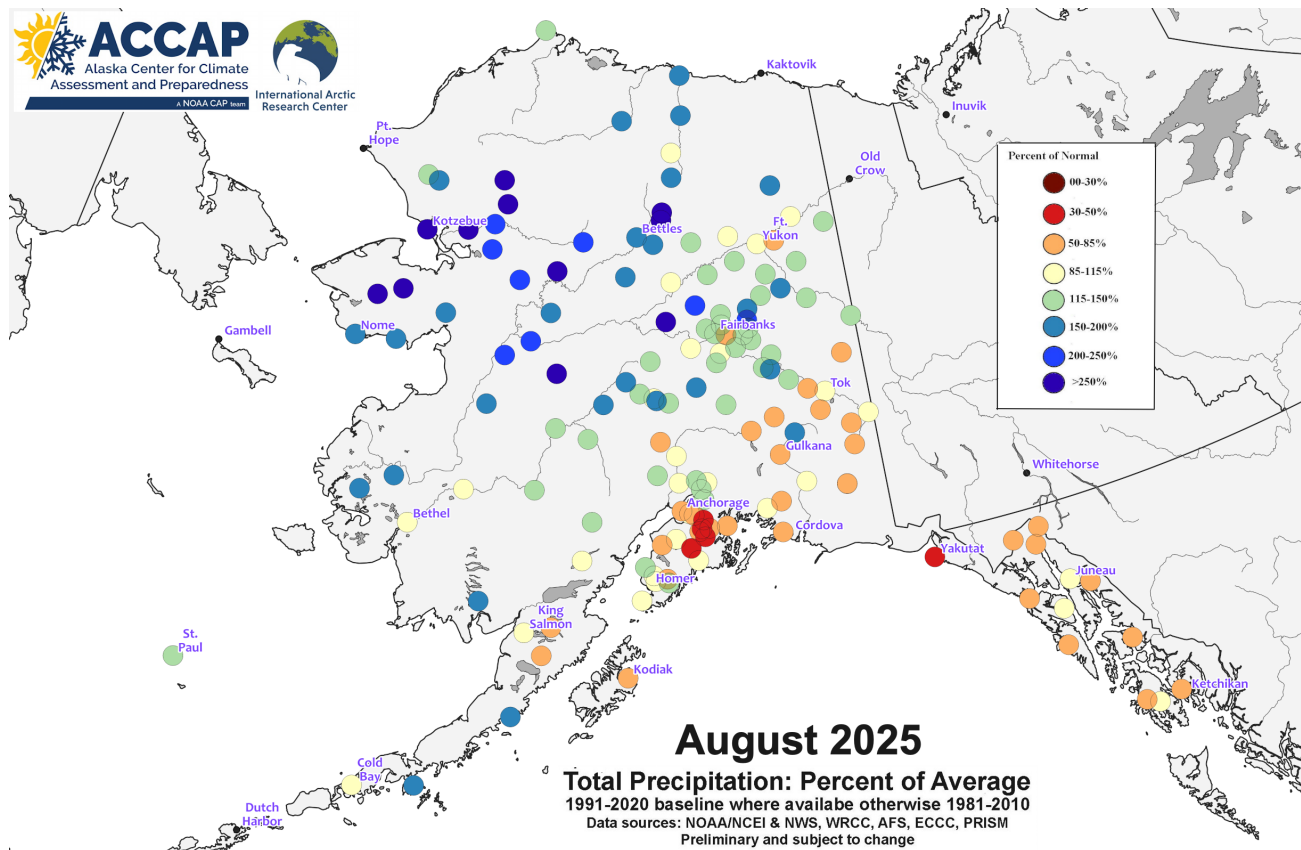 ACCAP
Alaska Center for Climate
Assessment and Preparedness
A NOAA CAP team
International Arctic
Research Center
Kaktovik
Inuvik
Pt.
Hope
Old
Crow
Percent of Normal
00-30%
30-50%
50-85%
85-115%
115-150%
150-200%
200-250%
>250%
Kotzebue
Bettles
Ft.
Yukon
Gambell
Nome
Fairbanks
Tok
Gulkana
Whitehorse
Anchorage
Bethel
Cordova
Yakutat
Juneau
Homer
King
Salmon
St.
Paul
Kodiak
Ketchikan
Cold
Bay
Dutch
Harbor
August 2025
Total Precipitation: Percent of Average
1991-2020 baseline where availabe otherwise 1981-2010
Data sources: NOAA/NCEI & NWS, WRCC, AFS, ECCC, PRISM
Preliminary and subject to change